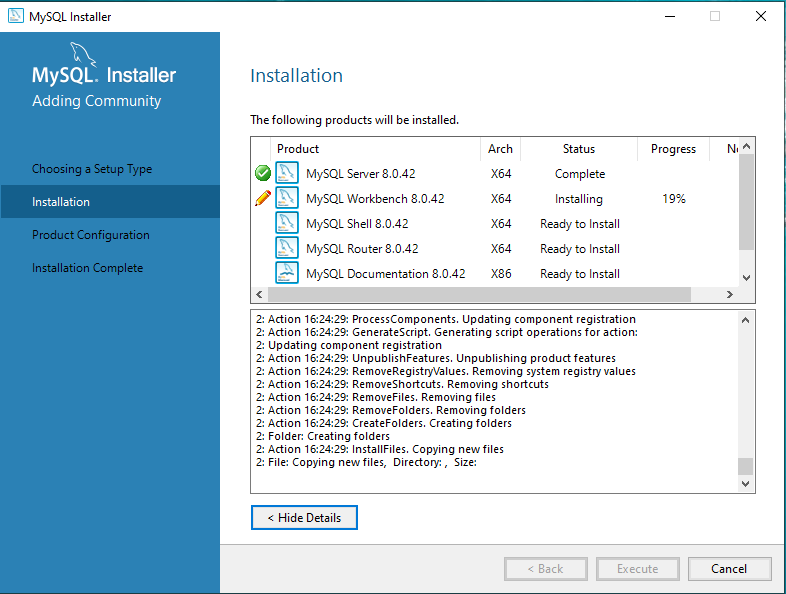 MySQL Installer
MySQL. Installer
Adding Community
Choosing a Setup Type
Installation
Product Configuration
Installation Complete
Installation
The following products will be installed.
Product Arch Status Progress
MySQL Server 8.0.42 X64 Complete
MySQL Workbench 8.0.42 X64 Installing 19%
MySQL Shell 8.0.42 X64 Ready to Install
MySQL Router 8.0.42 X64 Ready to Install
MySQL Documentation 8.0.42 X86 Ready to Install
2: Action 16:24:29: ProcessComponents. Updating component registration
2: Action 16:24:29: GenerateScript. Generating script operations for action:
2: Updating component registration
2: Action 16:24:29: UnpublishFeatures. Unpublishing product features
2: Action 16:24:29: RemoveRegistryValues. Removing system registry values
2: Action 16:24:29: RemoveShortcuts. Removing shortcuts
2: Action 16:24:29: RemoveFiles. Removing files
2: Action 16:24:29: RemoveFolders. Removing folders
2: Action 16:24:29: CreateFolders. Creating folders
2: Folder: Creating folders
2: Action 16:24:29: InstallFiles. Copying new files
2: File: Copying new files,  Directory: ,  Size:
< Hide Details
< Back
Execute
Cancel